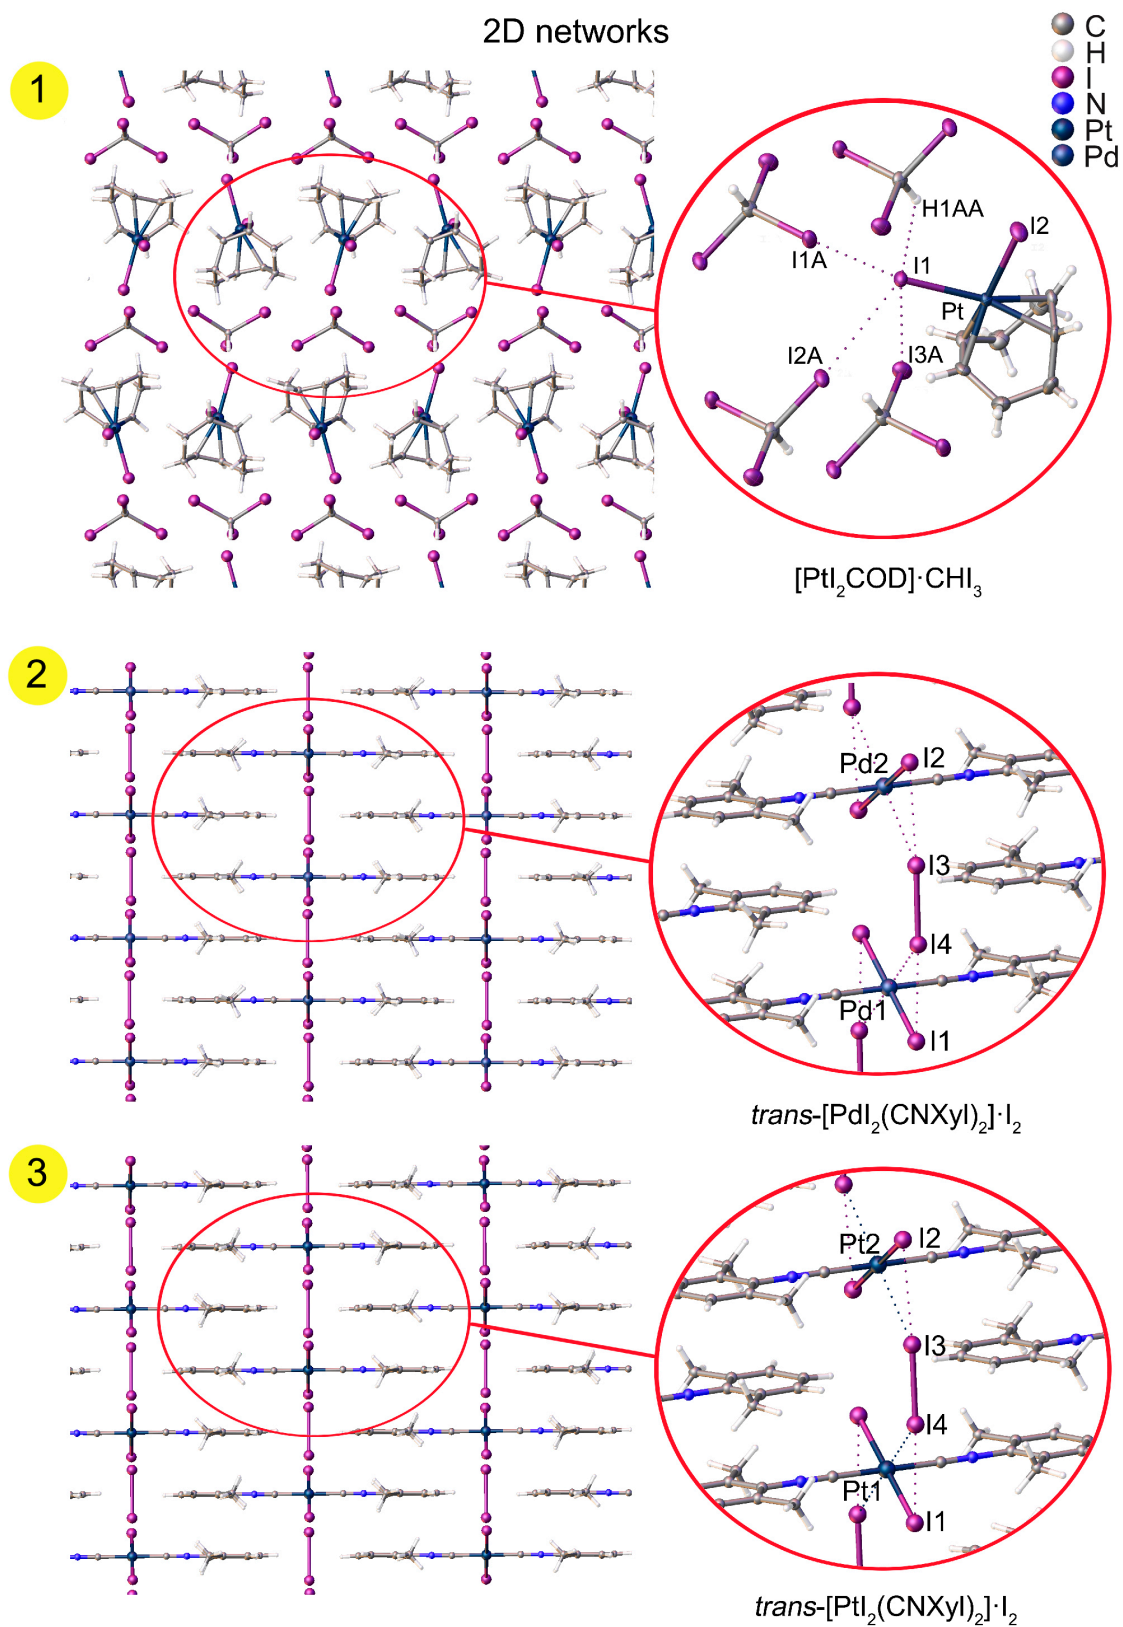 2D networks
C
H
I
N
Pt
Pd
1
H1AA
I2
I1A
I1
Pt
I2A
I3A
[PtI₂COD]·CHI₃
2
Pd2
I2
I3
I4
Pd1
I1
trans-[PdI₂(CNXyl)₂]·I₂
3
Pt2
I2
I3
I4
Pt1
I1
trans-[PtI₂(CNXyl)₂]·I₂